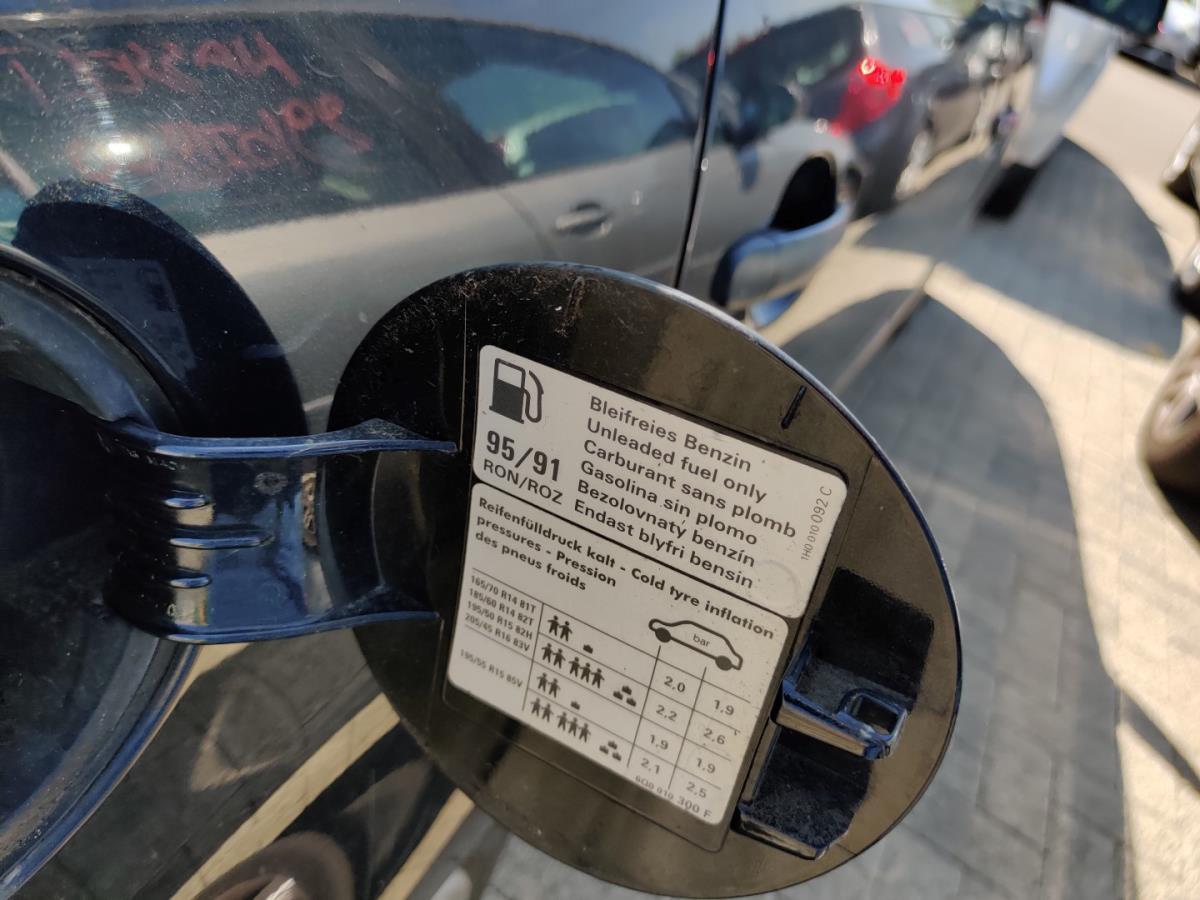 95/91
RON/ROZ
Bleifreies Benzin
Unleaded fuel only
Carburant sans plomb
Gasolina sin plomo
Bezolovnatý benzín
Endast blyfri bensin
1H0 010 092 C
Reifenfülldruck kalt - Cold tyre inflation
pressures - Pression
des pneus froids
bar
165/70 R14 81T
185/60 R14 82T
195/50 R15 82H
205/45 R16 83V
2.0 1.9
2.2 2.6
195/55 R15 85V
1.9 1.9
2.1 2.5
6Q0 010 300 F